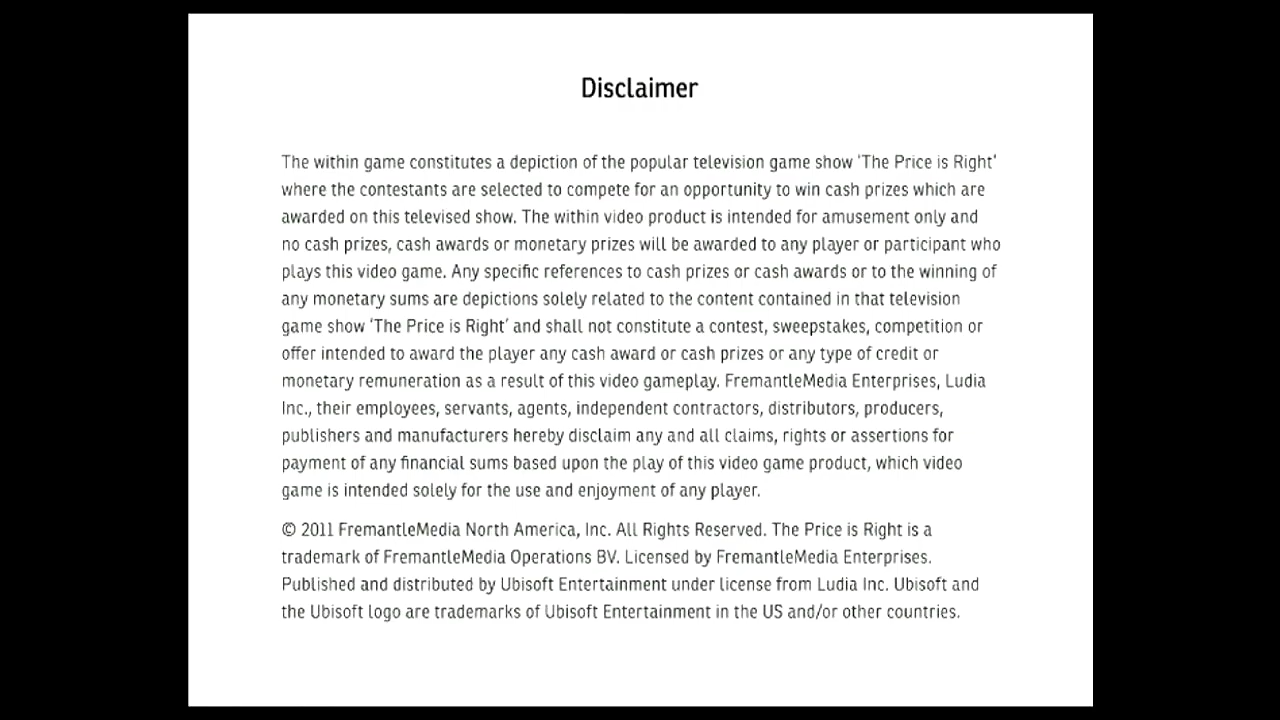 Disclaimer
The within game constitutes a depiction of the popular television game show 'The Price is Right'
where the contestants are selected to compete for an opportunity to win cash prizes which are
awarded on this televised show. The within video product is intended for amusement only and
no cash prizes, cash awards or monetary prizes will be awarded to any player or participant who
plays this video game. Any specific references to cash prizes or cash awards or to the winning of
any monetary sums are depictions solely related to the content contained in that television
game show 'The Price is Right' and shall not constitute a contest, sweepstakes, competition or
offer intended to award the player any cash award or cash prizes or any type of credit or
monetary remuneration as a result of this video gameplay. FremantleMedia Enterprises, Ludia
Inc., their employees, servants, agents, independent contractors, distributors, producers,
publishers and manufacturers hereby disclaim any and all claims, rights or assertions for
payment of any financial sums based upon the play of this video game product, which video
game is intended solely for the use and enjoyment of any player.
© 2011 FremantleMedia North America, Inc. All Rights Reserved. The Price is Right is a
trademark of FremantleMedia Operations BV. Licensed by FremantleMedia Enterprises.
Published and distributed by Ubisoft Entertainment under license from Ludia Inc. Ubisoft and
the Ubisoft logo are trademarks of Ubisoft Entertainment in the US and/or other countries.